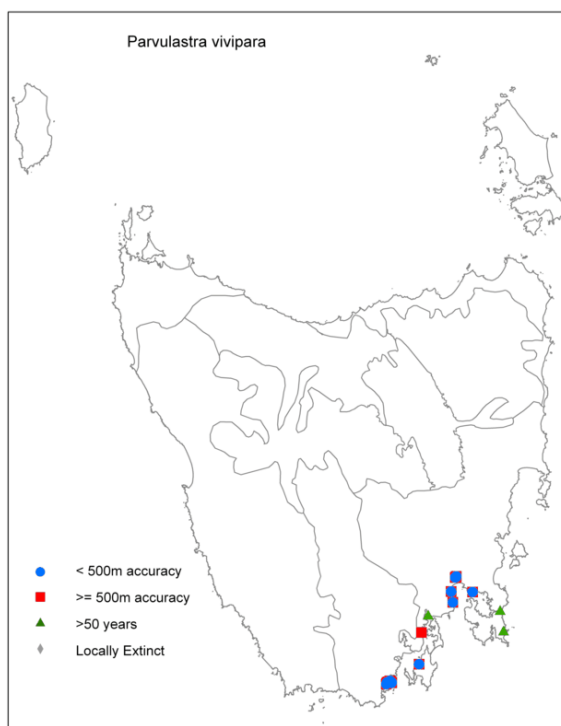 Parvulastra vivipara
< 500m accuracy
>= 500m accuracy
>50 years
Locally Extinct